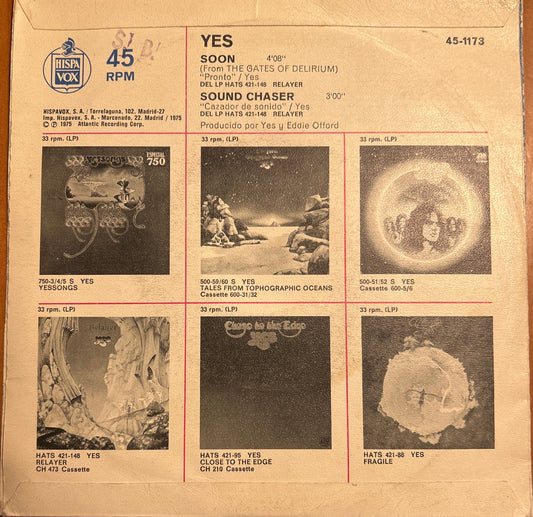 HISPA
VOX
S.D.
45
RPM
YES
45-1173
SOON 4'08"
(From THE GATES OF DELIRIUM)
"Pronto" / Yes
DEL LP HATS 421-148 RELAYER
SOUND CHASER 3'00"
"Cazador de sonido" / Yes
DEL LP HATS 421-148 RELAYER
Producido por Yes y Eddie Offord
HISPAVOX, S.A. / Torrelaguna, 102. Madrid-27
Imp. Hispavox, S.A. - Marcenado, 22. Madrid / 1975
© ℗ 1975 Atlantic Recording Corp.
33 rpm. (LP)
YESSONGS
ESPECIAL
750
750-3/4/5 S YES
YESSONGS
33 rpm. (LP)
500-59/60 S YES
TALES FROM TOPHOGRAPHIC OCEANS
Cassette 600-31/32
33 rpm. (LP)
500-51/52 S YES
Cassette 600-5/6
33 rpm. (LP)
Relayer
HATS 421-148 YES
RELAYER
CH 473 Cassette
33 rpm. (LP)
Close to the Edge
HATS 421-95 YES
CLOSE TO THE EDGE
CH 210 Cassette
33 rpm. (LP)
HATS 421-88 YES
FRAGILE